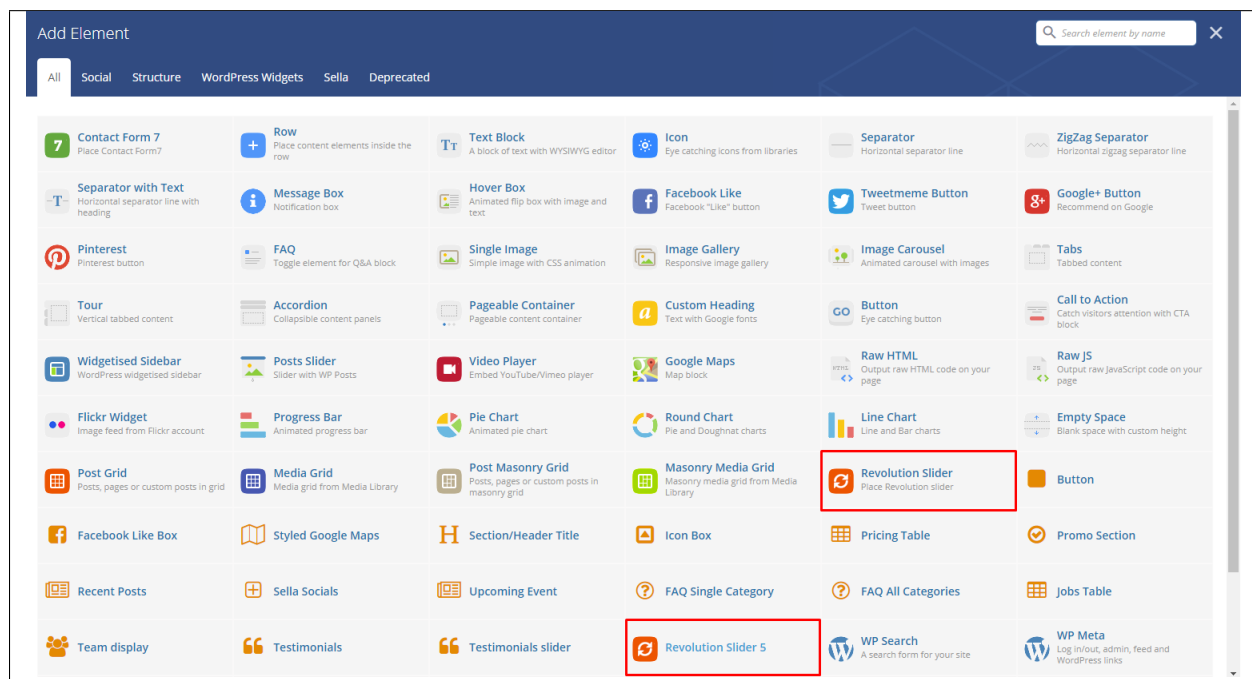 Add Element
Search element by name
All Social Structure WordPress Widgets Sella Deprecated
Contact Form 7
Place Contact Form7
Row
Place content elements inside the
row
Text Block
A block of text with WYSIWYG editor
Icon
Eye catching icons from libraries
Separator
Horizontal separator line
ZigZag Separator
Horizontal zigzag separator line
Separator with Text
Horizontal separator line with
heading
Message Box
Notification box
Hover Box
Animated flip box with image and
text
Facebook Like
Facebook "Like" button
Tweetmeme Button
Tweet button
Google+ Button
Recommend on Google
Pinterest
Pinterest button
FAQ
Toggle element for Q&A block
Single Image
Simple image with CSS animation
Image Gallery
Responsive image gallery
Image Carousel
Animated carousel with images
Tabs
Tabbed content
Tour
Vertical tabbed content
Accordion
Collapsible content panels
Pageable Container
Pageable content container
Custom Heading
Text with Google fonts
GO
Button
Eye catching button
Call to Action
Catch visitors attention with CTA
block
Widgetised Sidebar
WordPress widgetised sidebar
Posts Slider
Slider with WP Posts
Video Player
Embed YouTube/Vimeo player
Google Maps
Map block
HTML
Raw HTML
Output raw HTML code on your
page
JS
Raw JS
Output raw JavaScript code on your
page
Flickr Widget
Image feed from Flickr account
Progress Bar
Animated progress bar
Pie Chart
Animated pie chart
Round Chart
Pie and Doughnat charts
Line Chart
Line and Bar charts
Empty Space
Blank space with custom height
Post Grid
Posts, pages or custom posts in grid
Media Grid
Media grid from Media Library
Post Masonry Grid
Posts, pages or custom posts in
masonry grid
Masonry Media Grid
Masonry media grid from Media
Library
Revolution Slider
Place Revolution slider
Button
Facebook Like Box
Styled Google Maps
Section/Header Title
Icon Box
Pricing Table
Promo Section
Recent Posts
Sella Socials
Upcoming Event
FAQ Single Category
FAQ All Categories
Jobs Table
Team display
Testimonials
Testimonials slider
Revolution Slider 5
WP Search
A search form for your site
WP Meta
Log in/out, admin, feed and
WordPress links